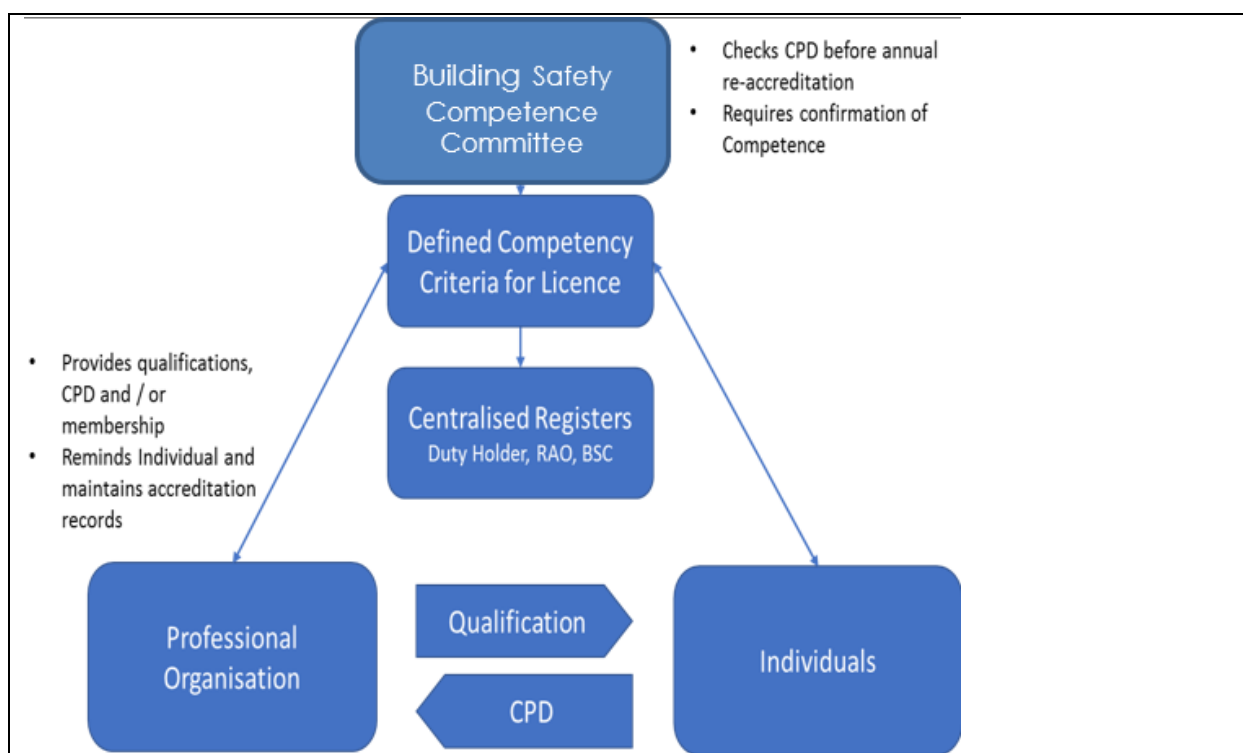 Building Safety
Competence
Committee
• Checks CPD before annual
re-accreditation
• Requires confirmation of
Competence
Defined Competency
Criteria for Licence
• Provides qualifications,
CPD and / or
membership
• Reminds Individual and
maintains accreditation
records
Centralised Registers
Duty Holder, RAO, BSC
Professional
Organisation
Qualification
CPD
Individuals